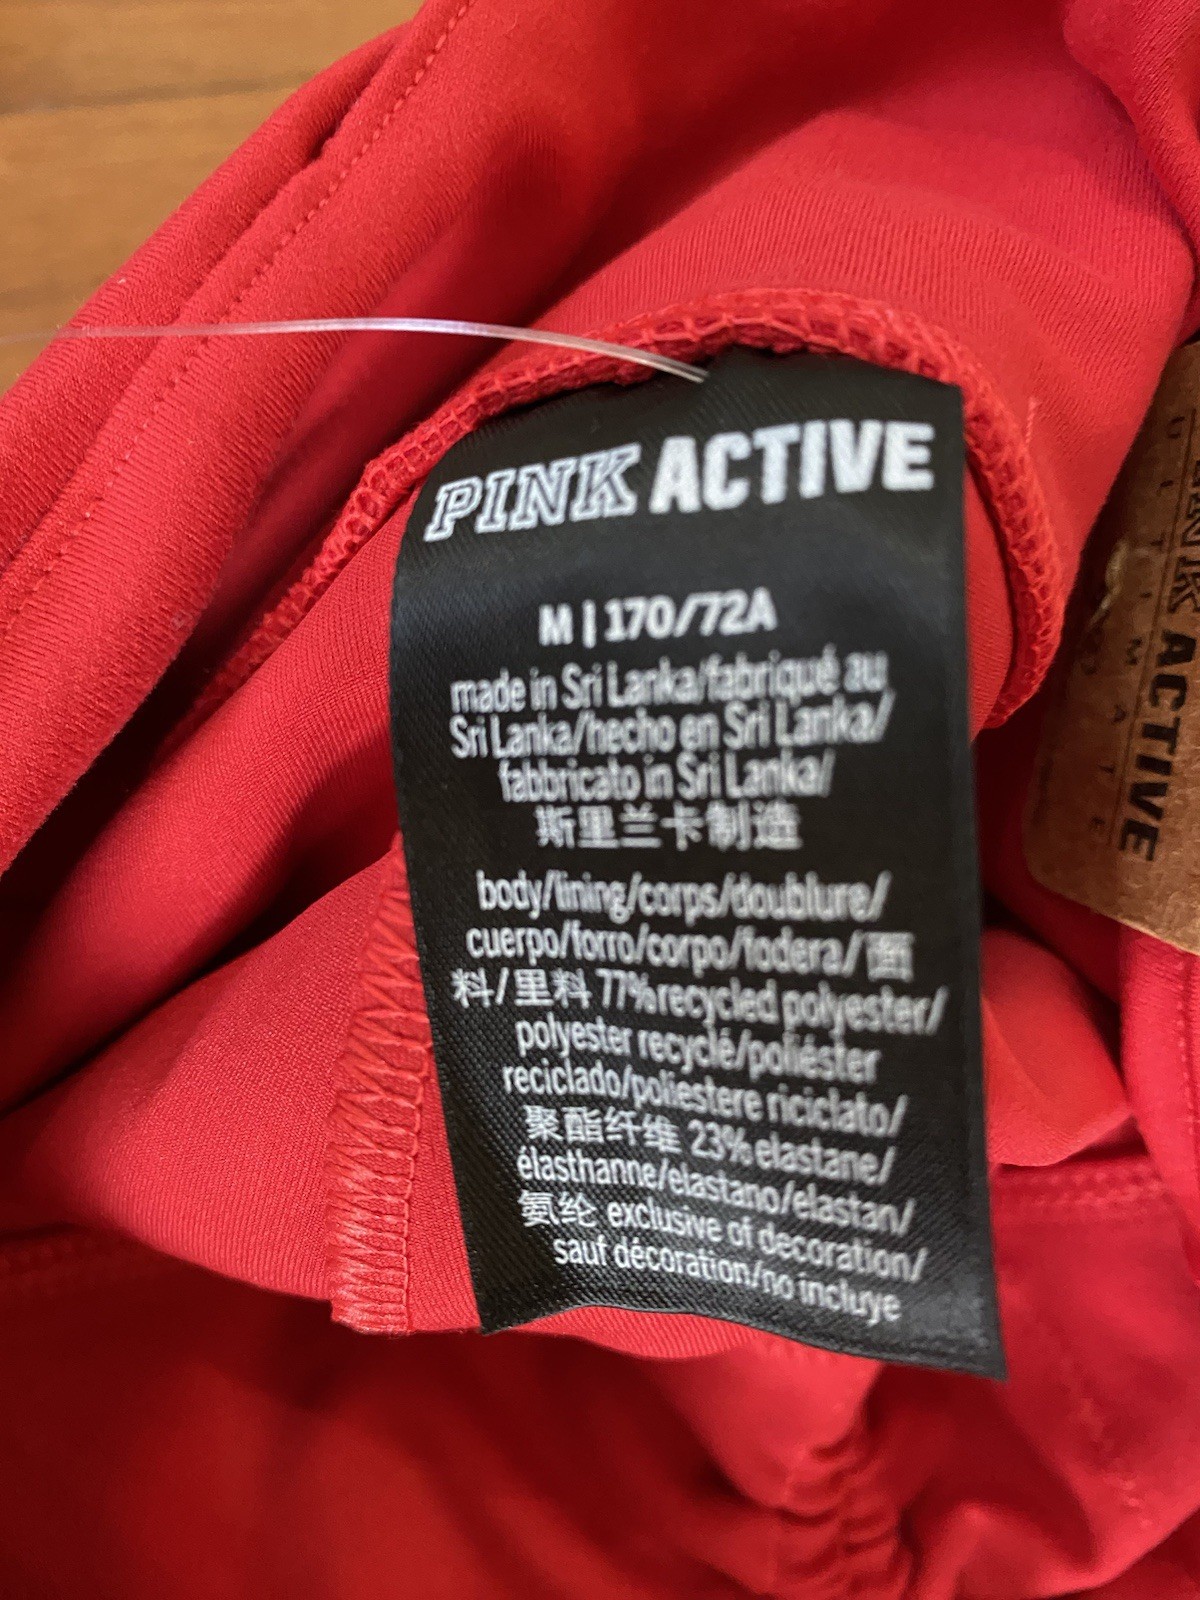 PINK ACTIVE
M | 170/72A
made in Sri Lanka/fabriqué au
Sri Lanka/hecho en Sri Lanka/
fabbricato in Sri Lanka/
斯里兰卡制造
body/lining/corps/doublure/
cuerpo/forro/corpo/fodera/面
料/里料 77% recycled polyester/
polyester recyclé/poliéster
reciclado/poliestere riciclato/
聚酯纤维 23% elastane/
élasthanne/elastano/elastan/
氨纶 exclusive of decoration/
sauf décoration/no incluye
PINK ACTIVE
ULTIMATE